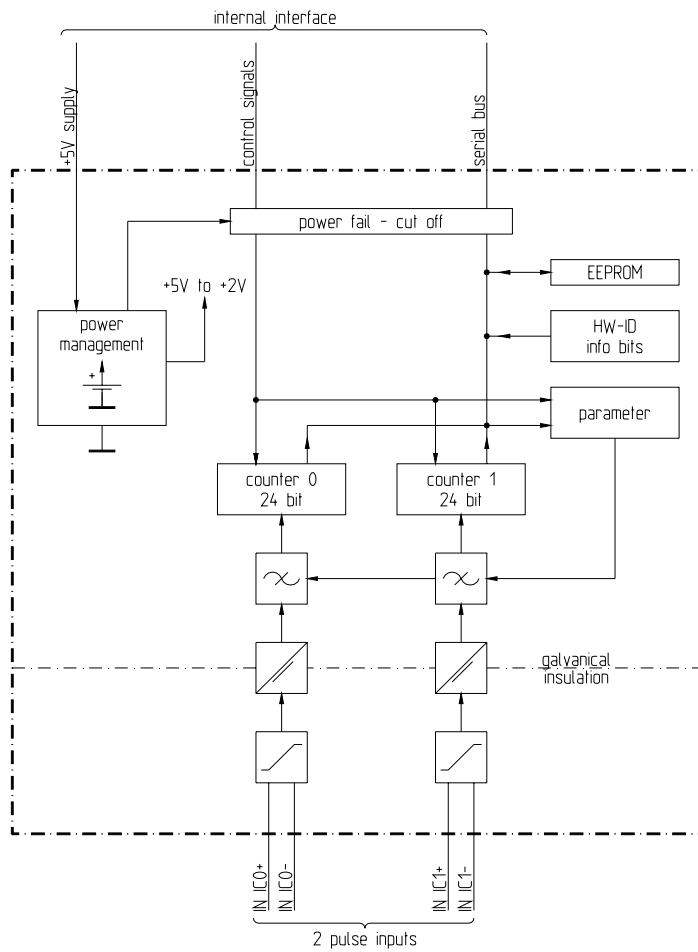 internal interface
+5V supply
control signals
serial bus
power fail - cut off
EEPROM
+5V to +2V
HW-ID
info bits
power
management
+
parameter
counter 0
24 bit
counter 1
24 bit
galvanical
insulation
IN IC0+
IN IC0-
IN IC1+
IN IC1-
2 pulse inputs